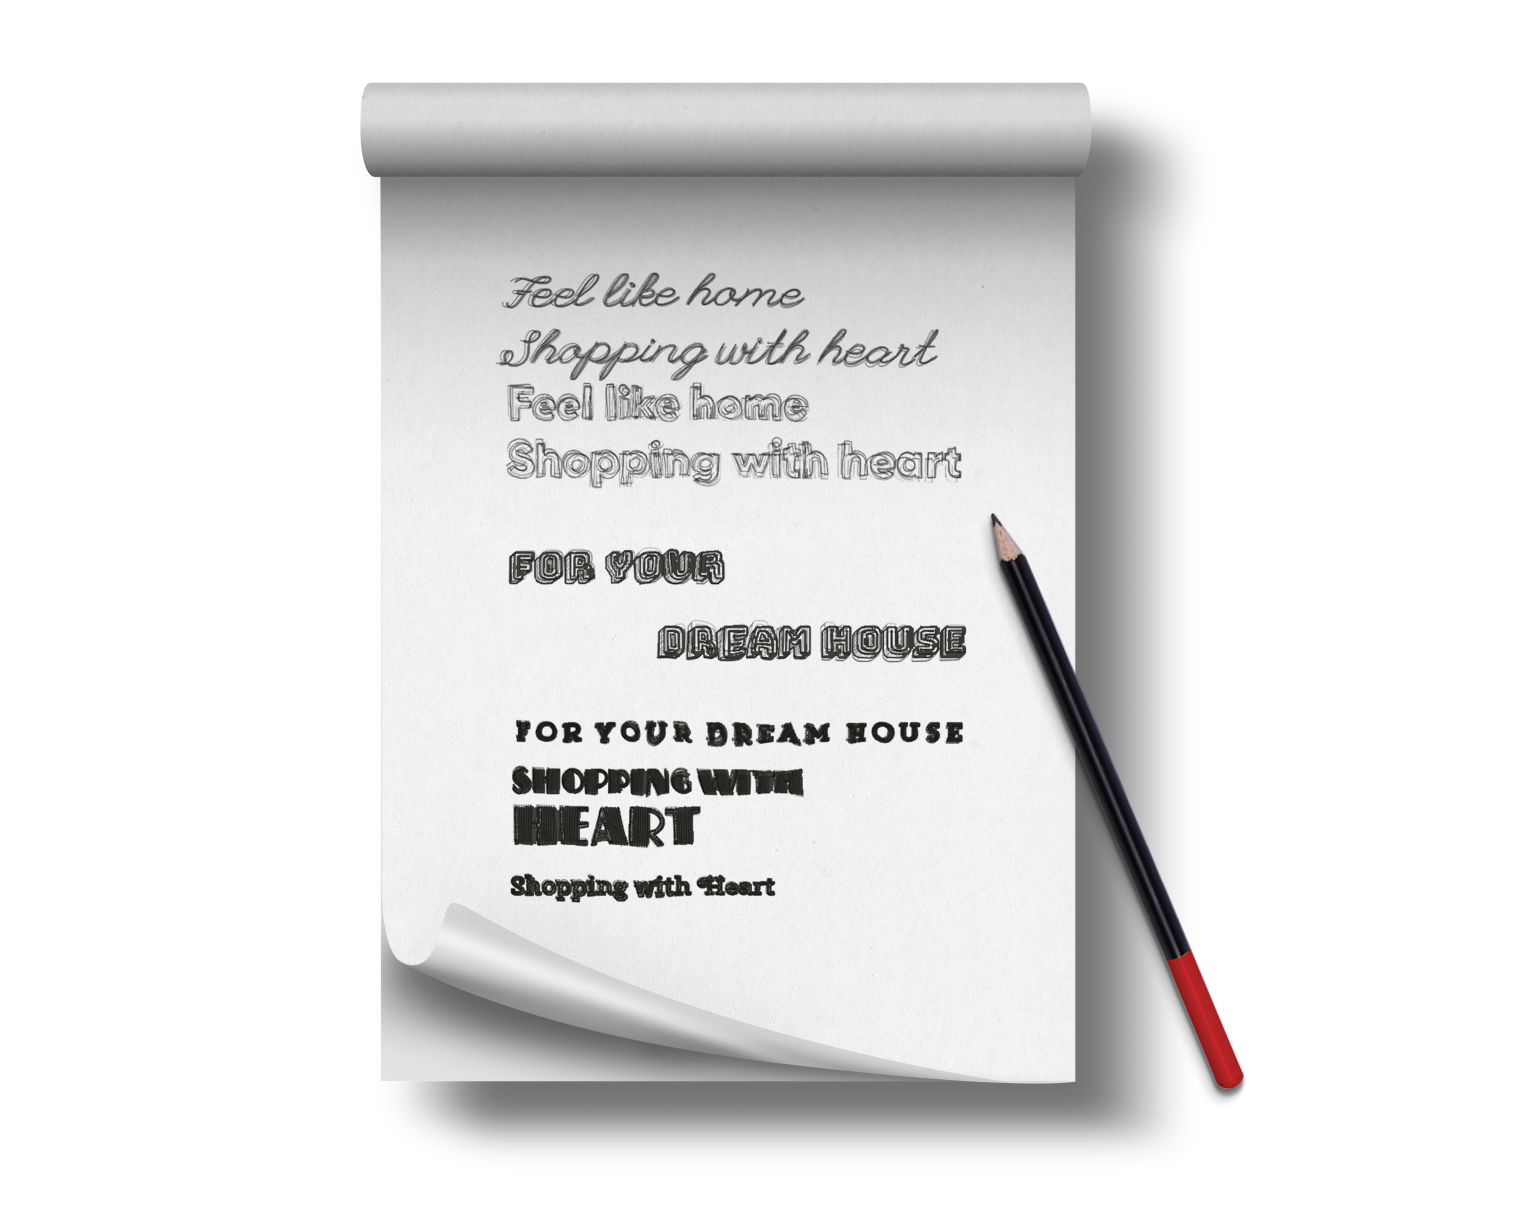 Feel like home
Shopping with heart
Feel like home
Shopping with heart
FOR YOUR
DREAM HOUSE
FOR YOUR DREAM HOUSE
SHOPPING WITH
HEART
Shopping with Heart